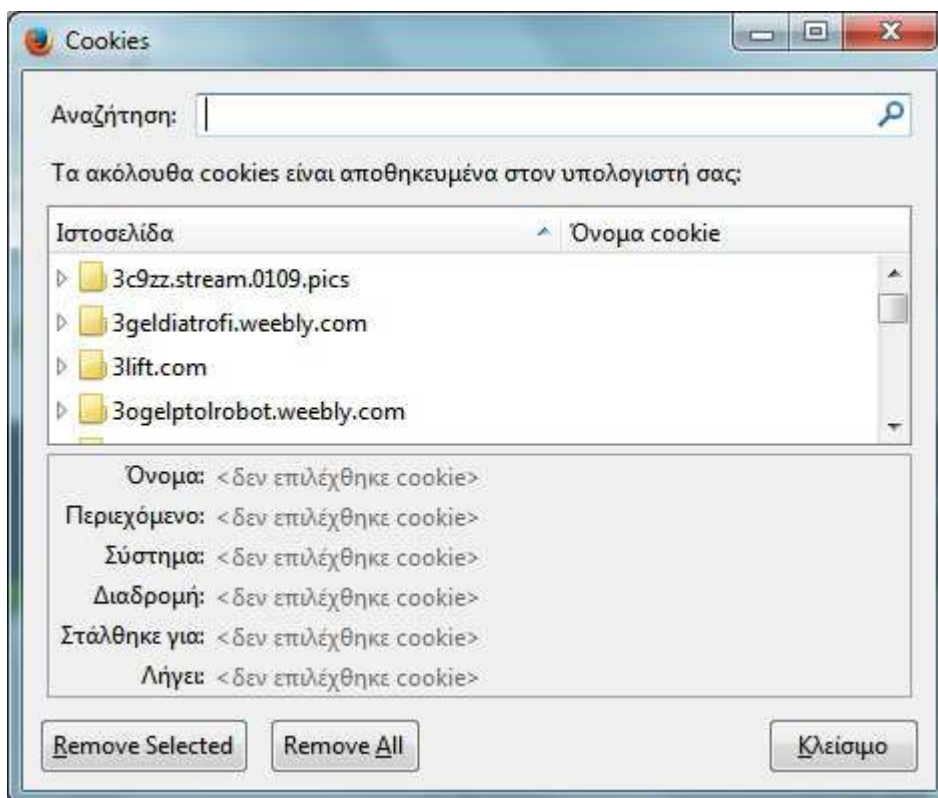 Cookies
Αναζήτηση:
Τα ακόλουθα cookies είναι αποθηκευμένα στον υπολογιστή σας:
Ιστοσελίδα Όνομα cookie
3c9zz.stream.0109.pics
3geldiatrofi.weebly.com
3lift.com
3ogelptolrobot.weebly.com
Όνομα: <δεν επιλέχθηκε cookie>
Περιεχόμενο: <δεν επιλέχθηκε cookie>
Σύστημα: <δεν επιλέχθηκε cookie>
Διαδρομή: <δεν επιλέχθηκε cookie>
Στάλθηκε για: <δεν επιλέχθηκε cookie>
Λήγει: <δεν επιλέχθηκε cookie>
Remove Selected Remove All Κλείσιμο